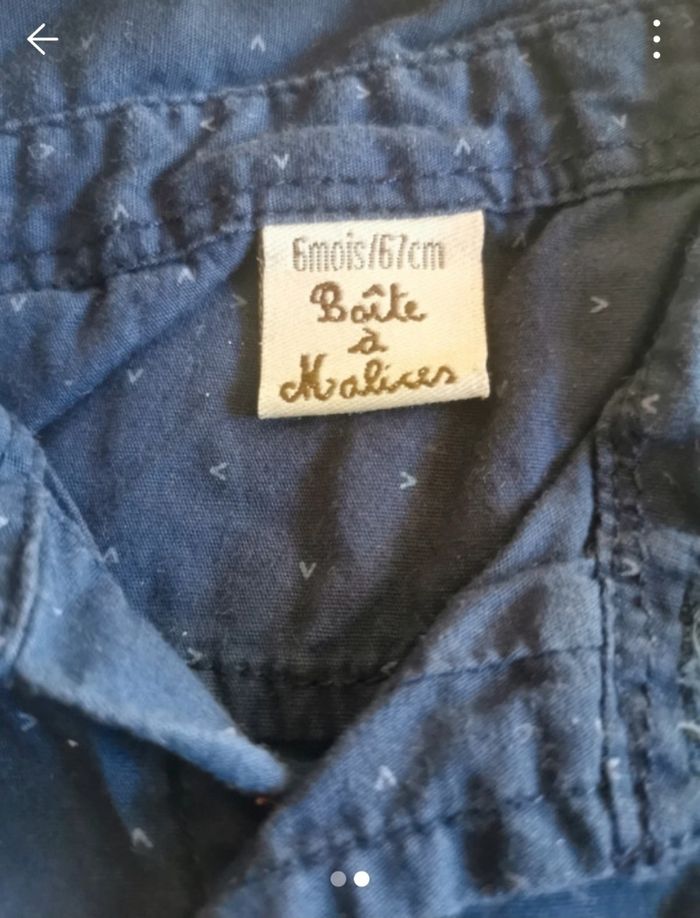 6mois/67cm
Boîte
à
Malices